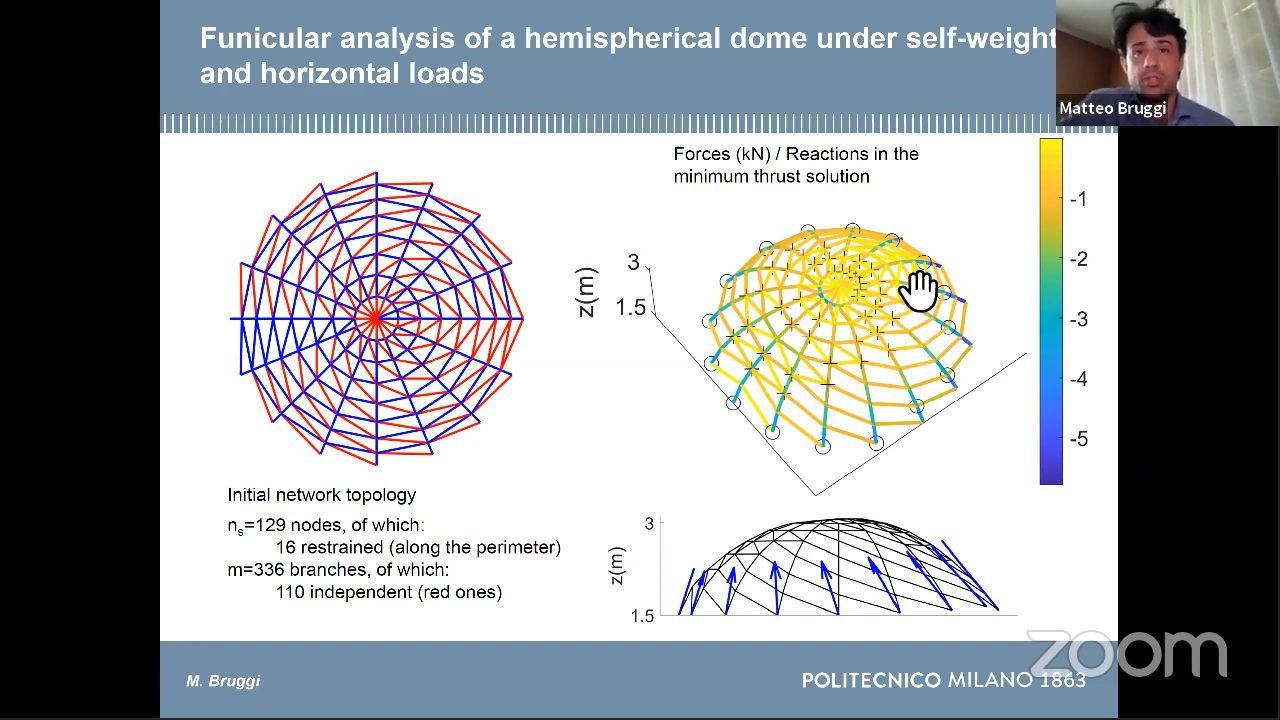 Funicular analysis of a hemispherical dome under self-weight
and horizontal loads
Matteo Bruggi
Forces (kN) / Reactions in the
minimum thrust solution
z(m)
3
1.5
-1
-2
-3
-4
-5
Initial network topology
ns=129 nodes, of which:
16 restrained (along the perimeter)
m=336 branches, of which:
110 independent (red ones)
z(m)
3
1.5
M. Bruggi
POLITECNICO MILANO 1863
zoom